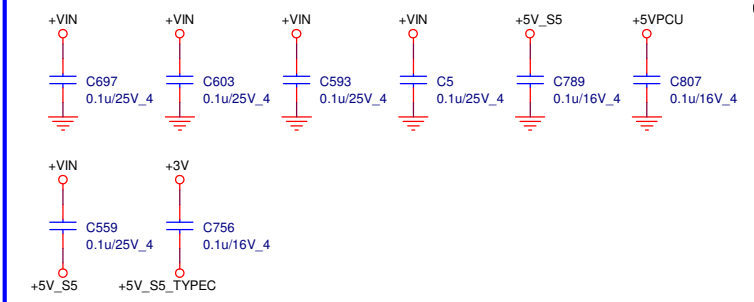 +VIN +VIN +VIN +VIN +5V_S5 +5VPCU
C697 C603 C593 C5 C789 C807
0.1u/25V_4 0.1u/25V_4 0.1u/25V_4 0.1u/25V_4 0.1u/16V_4 0.1u/16V_4
+VIN +3V
C559 C756
0.1u/25V_4 0.1u/16V_4
+5V_S5 +5V_S5_TYPEC